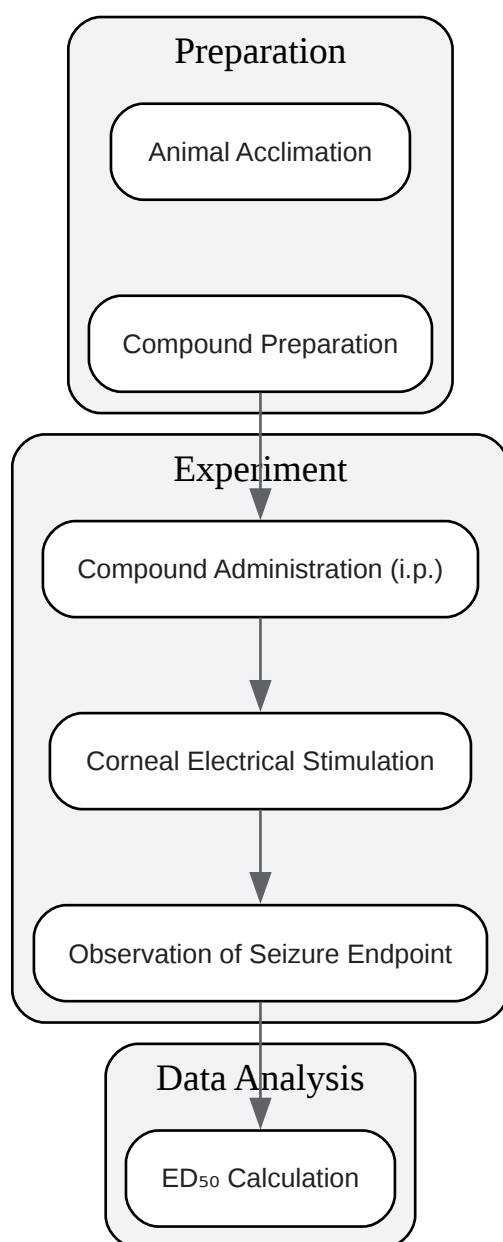 Preparation
Animal Acclimation
Compound Preparation
Experiment
Compound Administration (i.p.)
Corneal Electrical Stimulation
Observation of Seizure Endpoint
Data Analysis
ED₅₀ Calculation